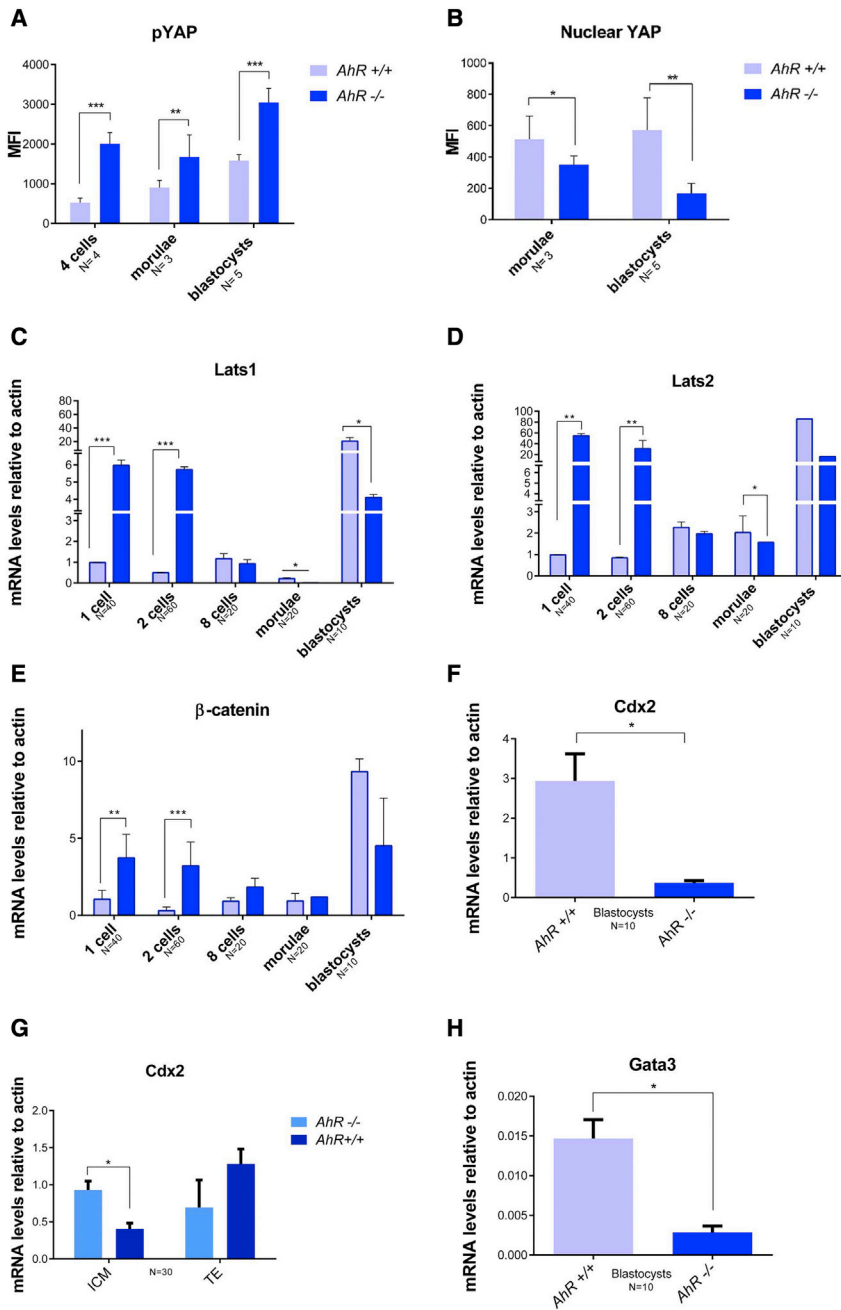 A
pYAP
***
**
***
AhR +/+
AhR -/-
MFI
4000
3000
2000
1000
0
4 cells
N= 4
morulae
N= 3
blastocysts
N= 5
B
Nuclear YAP
*
**
AhR +/+
AhR -/-
MFI
1000
800
600
400
200
0
morulae
N= 3
blastocysts
N= 5
C
Lats1
mRNA levels relative to actin
80
60
40
20
6
4
3
2
1
0
***
***
*
*
1 cell
N=40
2 cells
N=60
8 cells
N=20
morulae
N=20
blastocysts
N=10
D
Lats2
mRNA levels relative to actin
100
80
60
40
20
6
5
4
3
2
1
0
**
**
*
1 cell
N=40
2 cells
N=60
8 cells
N=20
morulae
N=20
blastocysts
N=10
E
β-catenin
mRNA levels relative to actin
10
5
0
**
***
1 cell
N=40
2 cells
N=60
8 cells
N=20
morulae
N=20
blastocysts
N=10
F
Cdx2
mRNA levels relative to actin
4
3
2
1
0
*
AhR +/+
Blastocysts
N=10
AhR -/-
G
Cdx2
mRNA levels relative to actin
2.0
1.5
1.0
0.5
0.0
*
AhR -/-
AhR+/+
ICM
N=30
TE
H
Gata3
mRNA levels relative to actin
0.020
0.015
0.010
0.005
0.000
*
AhR +/+
Blastocysts
N=10
AhR -/-